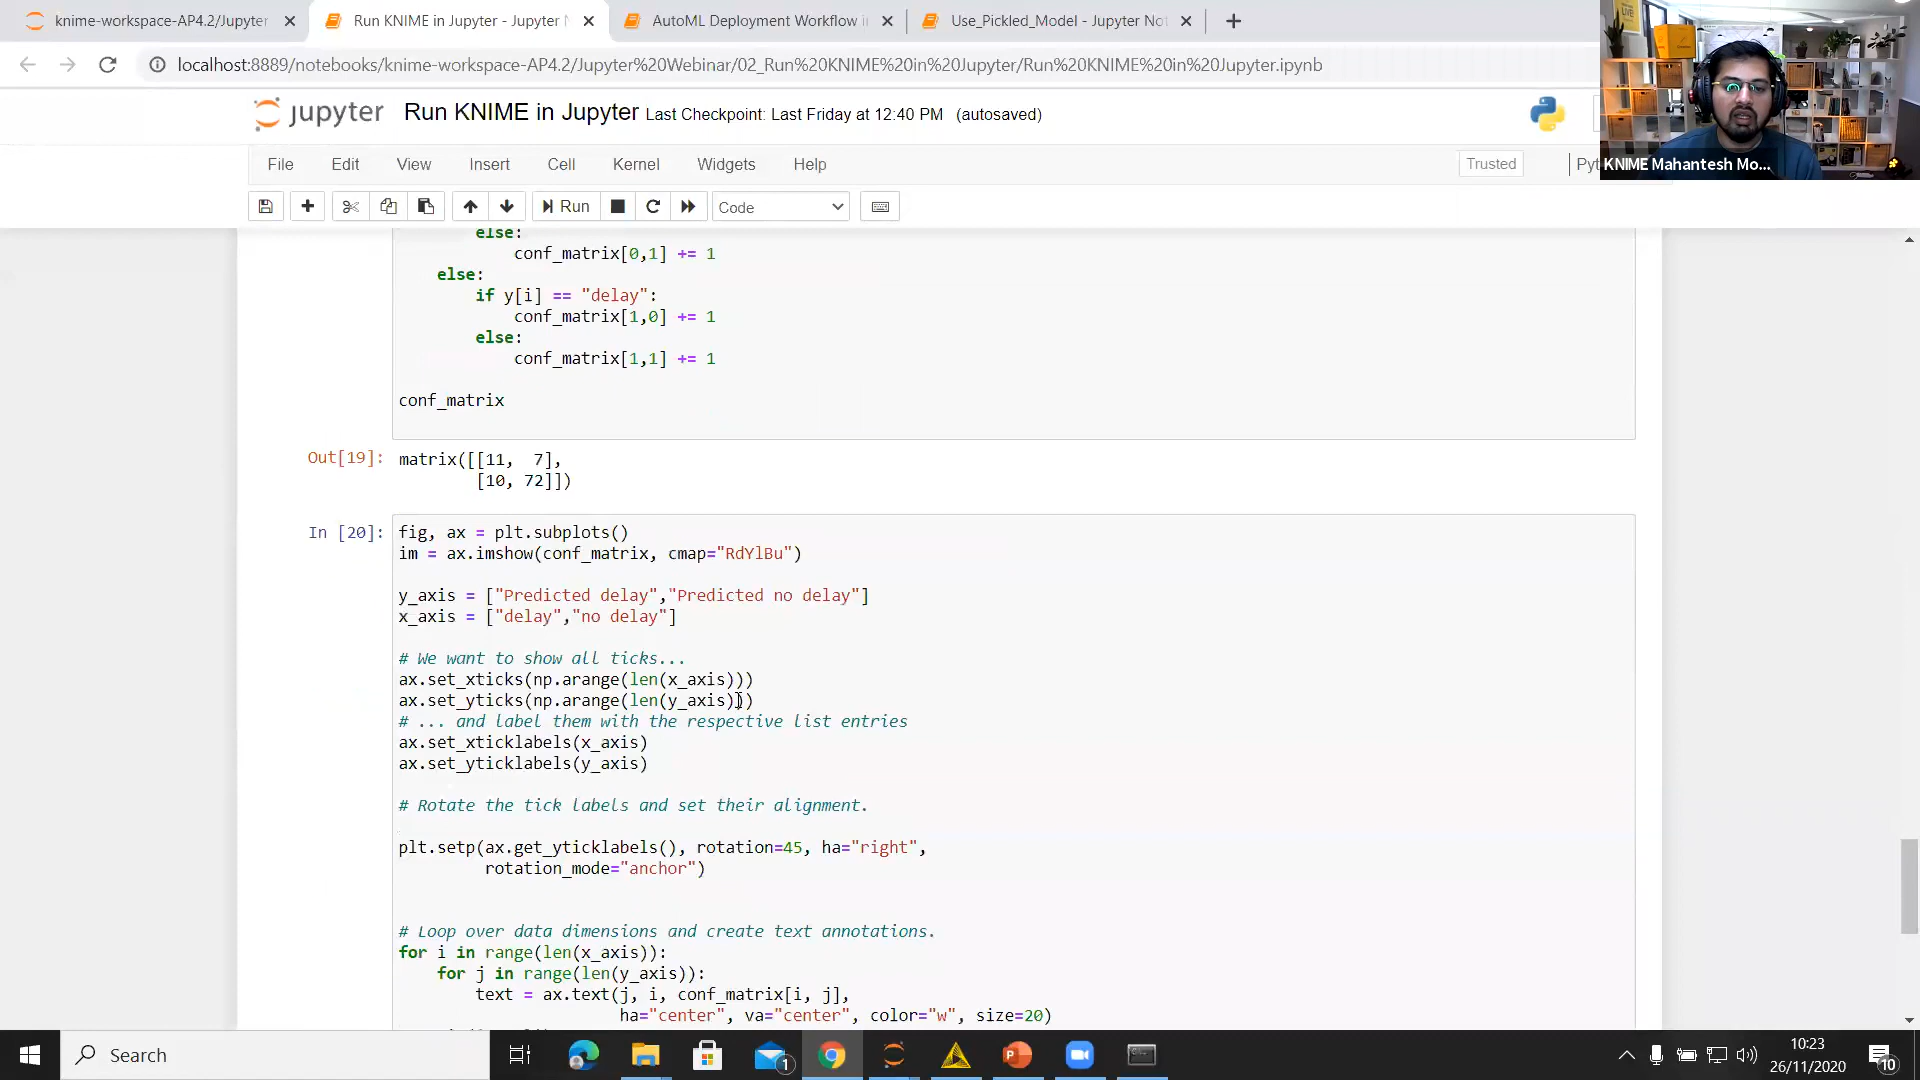 knime-workspace-AP4.2/Jupyter
Run KNIME in Jupyter - Jupyter N
AutoML Deployment Workflow i
Use_Pickled_Model - Jupyter Not
localhost:8889/notebooks/knime-workspace-AP4.2/Jupyter%20Webinar/02_Run%20KNIME%20in%20Jupyter/Run%20KNIME%20in%20Jupyter.ipynb
jupyter Run KNIME in Jupyter Last Checkpoint: Last Friday at 12:40 PM (autosaved)
File Edit View Insert Cell Kernel Widgets Help Trusted Pyt
KNIME Mahantesh Mo...
Run Code
else:
conf_matrix[0,1] += 1
else:
if y[i] == "delay":
conf_matrix[1,0] += 1
else:
conf_matrix[1,1] += 1
conf_matrix
Out[19]: matrix([[11, 7],
[10, 72]])
In [20]: fig, ax = plt.subplots()
im = ax.imshow(conf_matrix, cmap="RdYlBu")
y_axis = ["Predicted delay","Predicted no delay"]
x_axis = ["delay","no delay"]
# We want to show all ticks...
ax.set_xticks(np.arange(len(x_axis)))
ax.set_yticks(np.arange(len(y_axis)))
# ... and label them with the respective list entries
ax.set_xticklabels(x_axis)
ax.set_yticklabels(y_axis)
# Rotate the tick labels and set their alignment.
plt.setp(ax.get_yticklabels(), rotation=45, ha="right",
rotation_mode="anchor")
# Loop over data dimensions and create text annotations.
for i in range(len(x_axis)):
for j in range(len(y_axis)):
text = ax.text(j, i, conf_matrix[i, j],
ha="center", va="center", color="w", size=20)
Search
1
10:23
26/11/2020
10